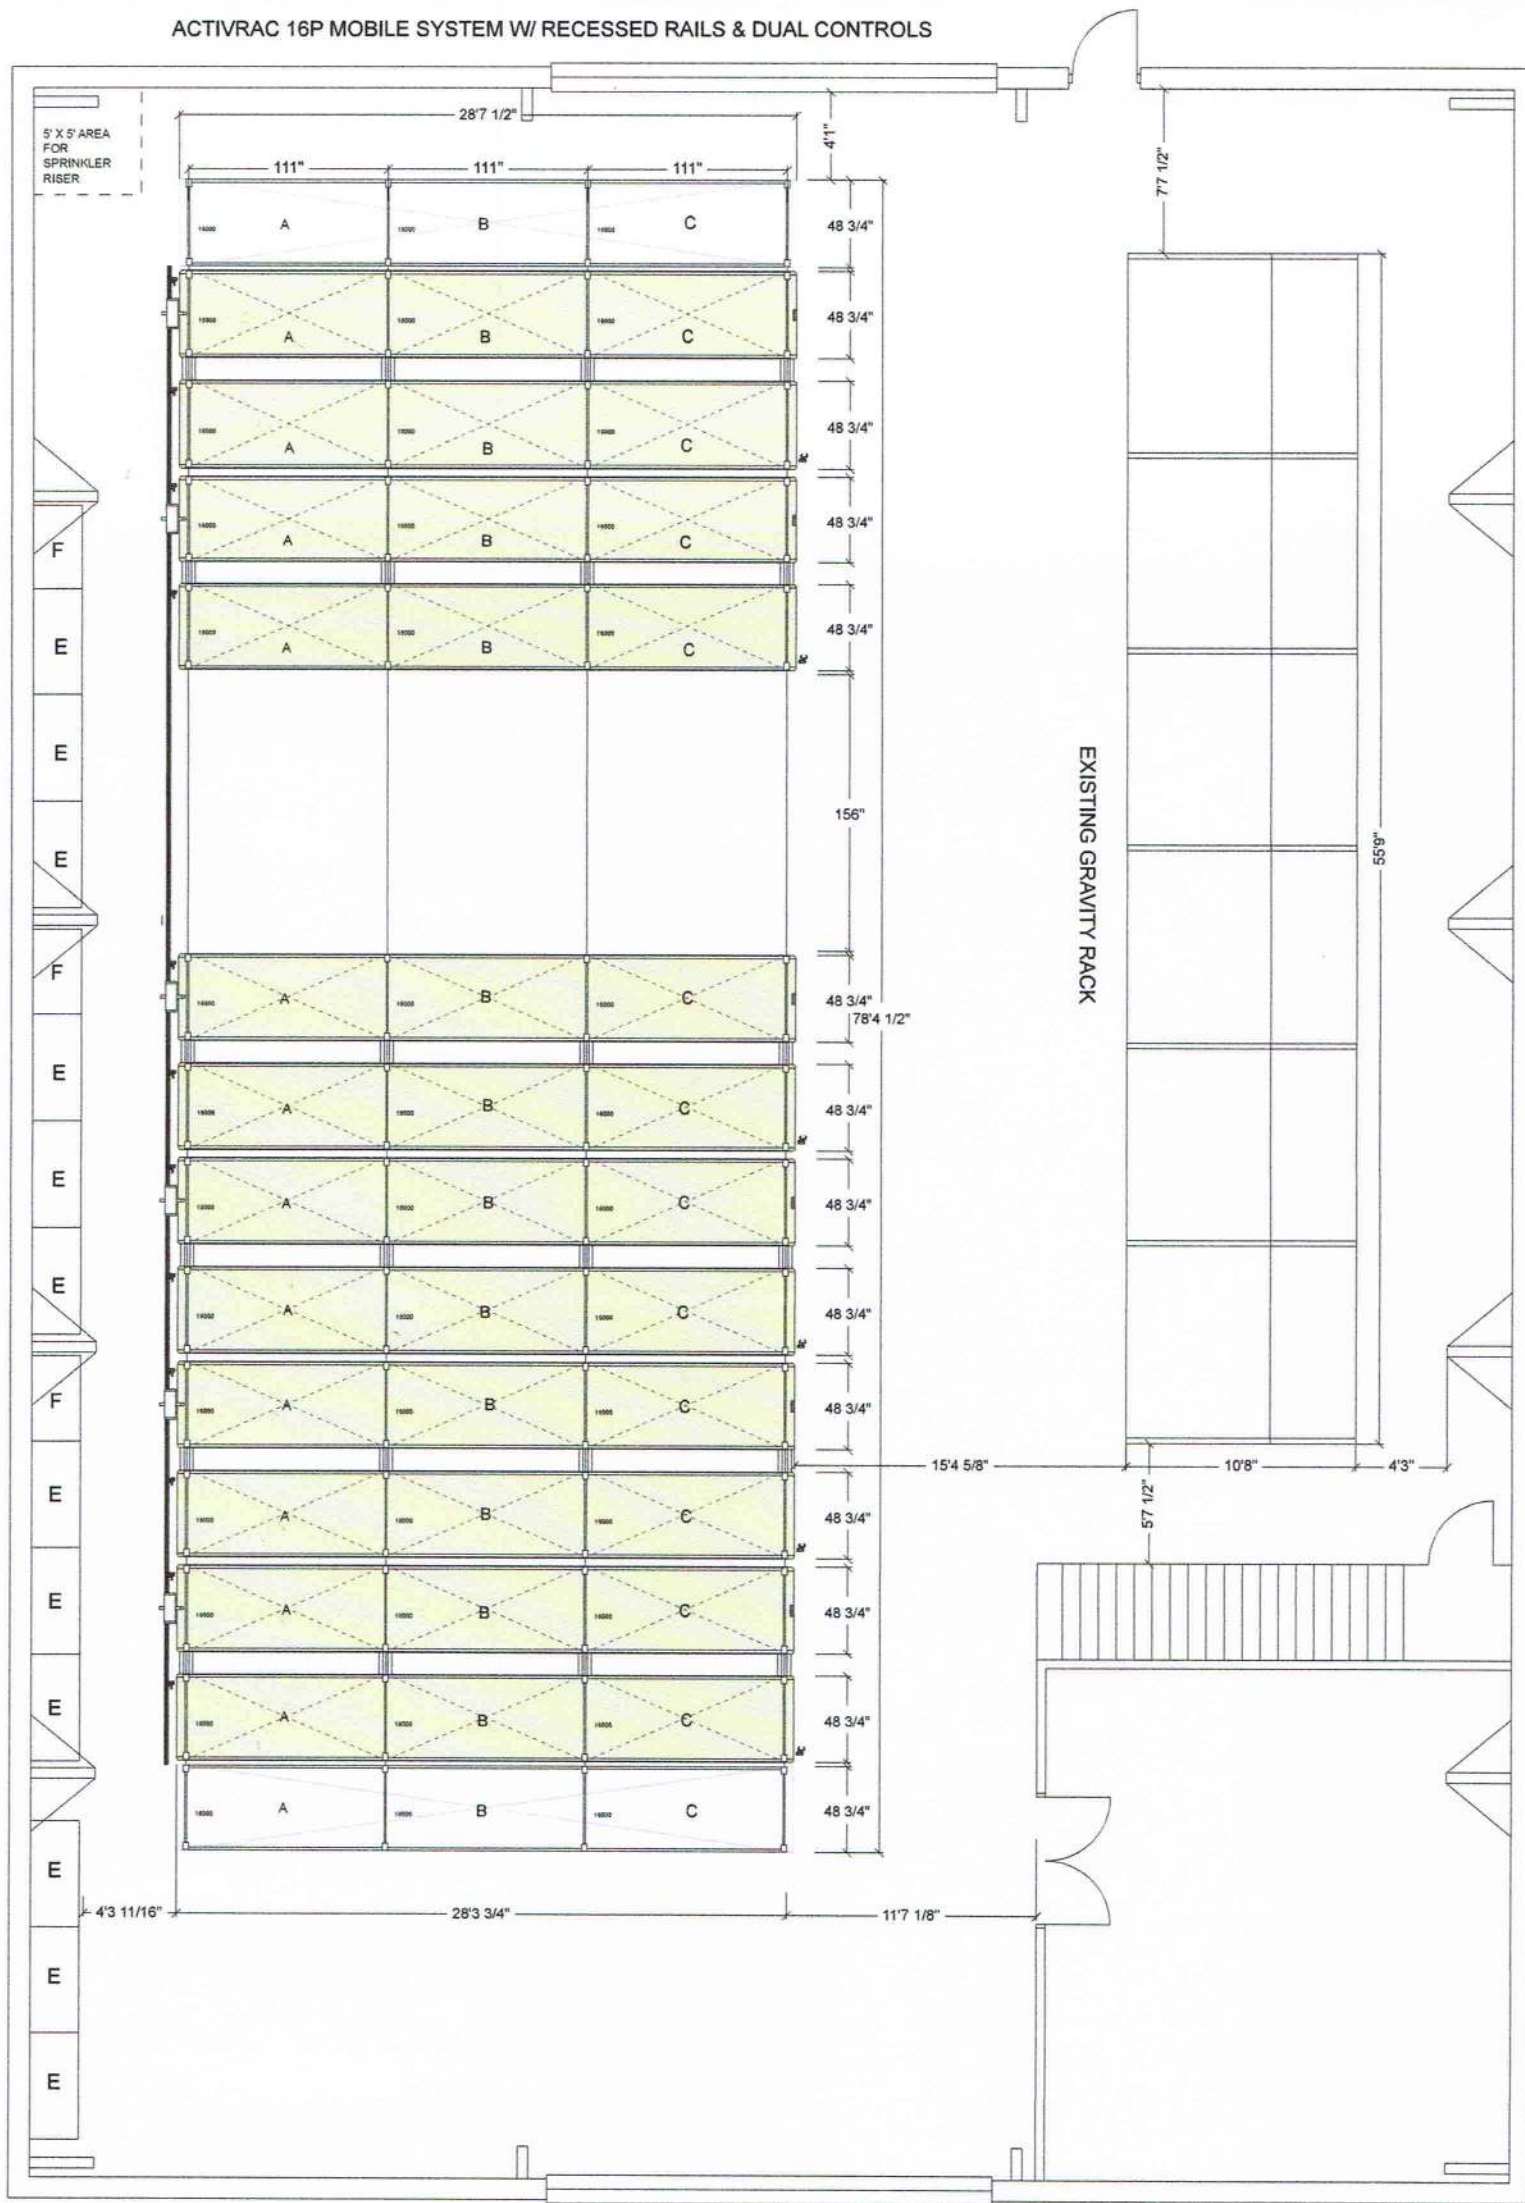 ACTIVRAC 16P MOBILE SYSTEM W/ RECESSED RAILS & DUAL CONTROLS
5' X 5' AREA
FOR
SPRINKLER
RISER
28'7 1/2"
4'1"
7'7 1/2"
111" 111" 111"
A B C 48 3/4"
A B C 48 3/4"
A B C 48 3/4"
A B C 48 3/4"
A B C 48 3/4"
156"
A B C 48 3/4"
78'4 1/2"
A B C 48 3/4"
A B C 48 3/4"
A B C 48 3/4"
A B C 48 3/4"
A B C 48 3/4"
A B C 48 3/4"
A B C 48 3/4"
A B C 48 3/4"
F
E
E
E
F
E
E
E
F
E
E
E
E
E
E
EXISTING GRAVITY RACK
55'9"
15'4 5/8" 10'8" 4'3"
5'7 1/2"
4'3 11/16" 28'3 3/4" 11'7 1/8"